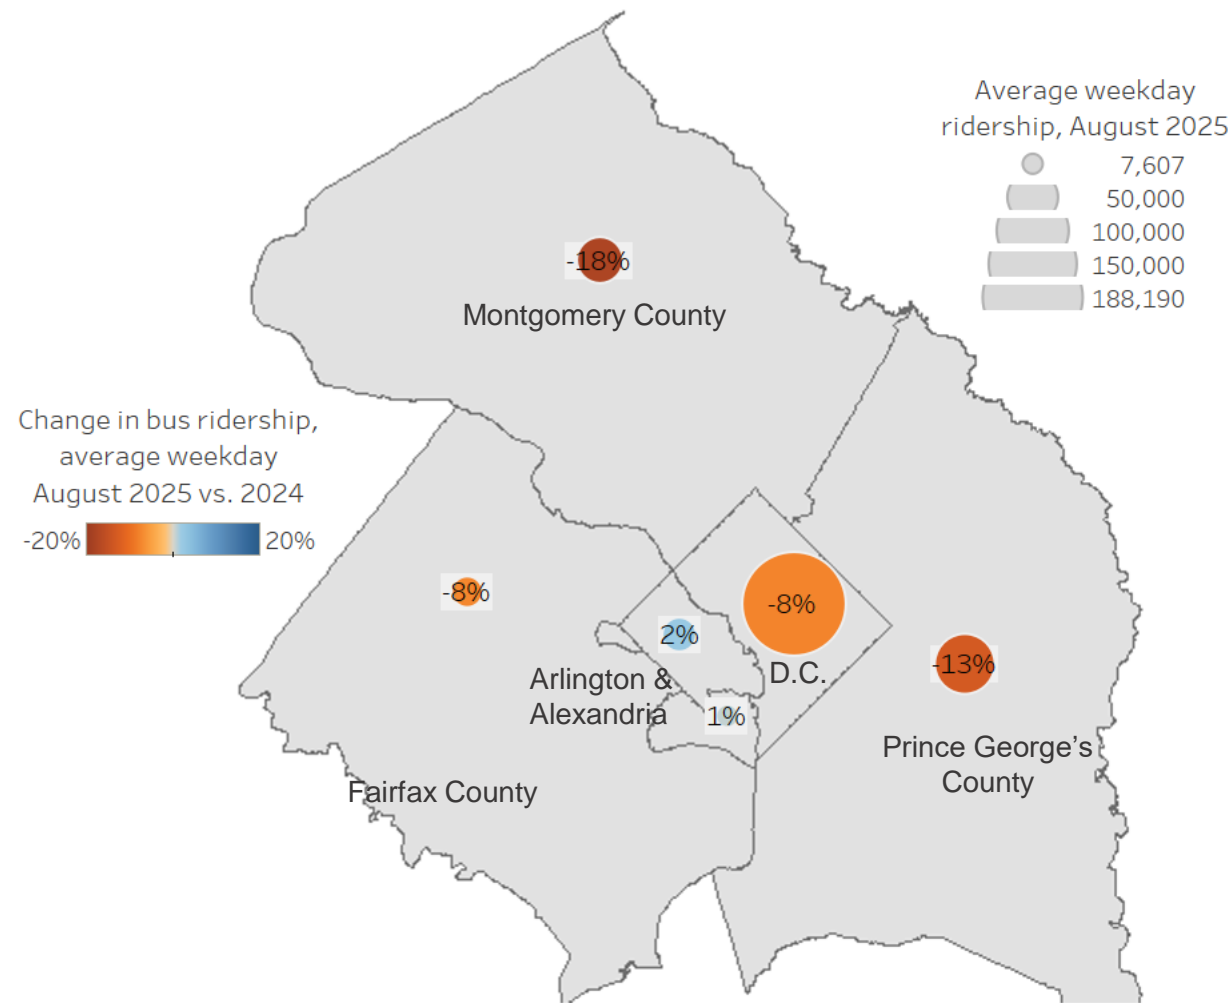 Average weekday
ridership, August 2025
7,607
50,000
100,000
150,000
188,190
-18%
Montgomery County
Change in bus ridership,
average weekday
August 2025 vs. 2024
-20%
20%
-8%
2%
-8%
Arlington &
Alexandria
D.C.
-13%
1%
Prince George’s
County
Fairfax County